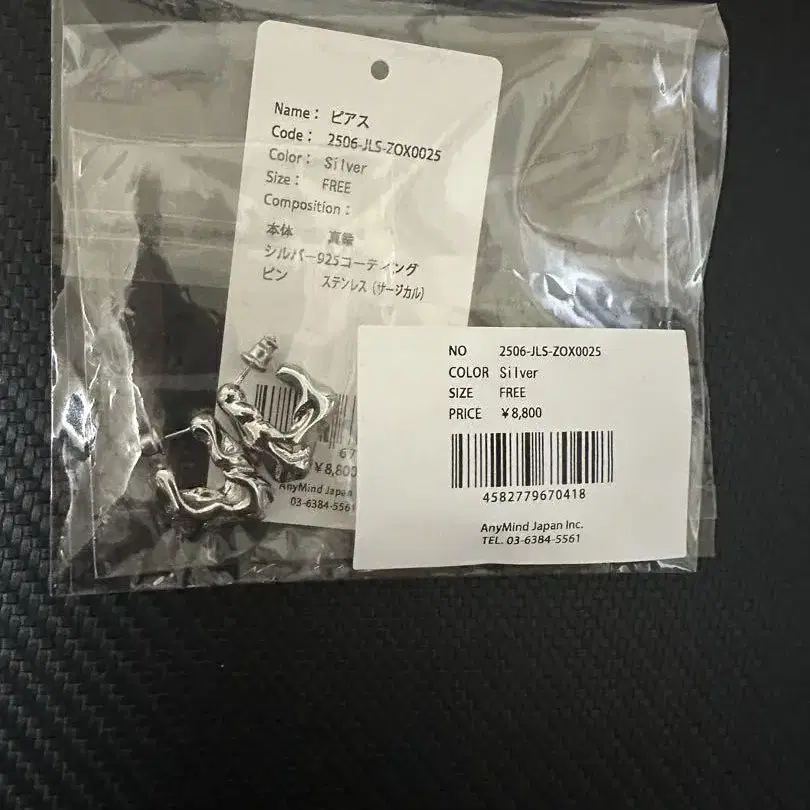 Name: ピアス
Code: 2506-JLS-ZOX0025
Color: Silver
Size: FREE
Composition:
本体 真鍮
シルバー925コーティング
ピン ステンレス (サージカル)
67
¥8,800
AnyMind Japan
03-6384-5561
NO 2506-JLS-ZOX0025
COLOR Silver
SIZE FREE
PRICE ¥8,800
4582779670418
AnyMind Japan Inc.
TEL. 03-6384-5561